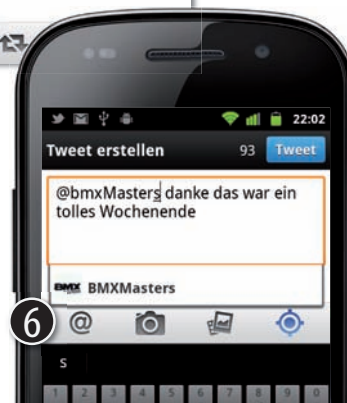 22:02
Tweet erstellen 93 Tweet
@bmxMasters danke das war ein
tolles Wochenende
BMX BMXMasters
6 @
s
1 2 3 4 5 6 7 8 9 0